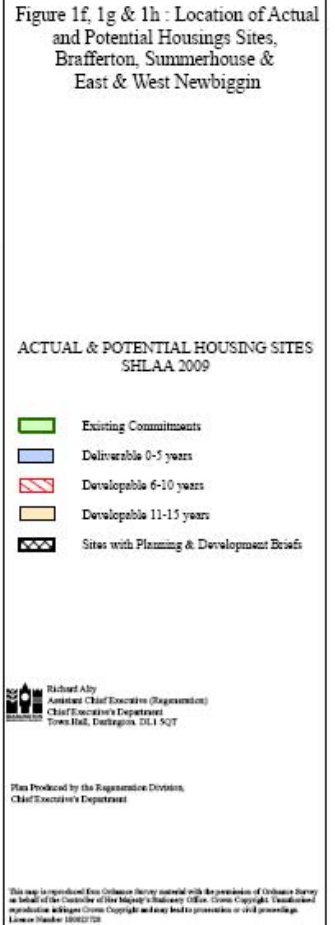 Figure 1f, 1g & 1h : Location of Actual
and Potential Housings Sites,
Brafferton, Summerhouse &
East & West Newbiggin
ACTUAL & POTENTIAL HOUSING SITES
SHLAA 2009
Existing Commitments
Deliverable 0-5 years
Developable 6-10 years
Developable 11-15 years
Sites with Planning & Development Briefs
Richard Alty
Assistant Chief Executive (Regeneration)
Chief Executive's Department
Town Hall, Darlington. DL1 5QT
DARLINGTON
Plan Produced by the Regeneration Division,
Chief Executive's Department
This map is reproduced from Ordnance Survey material with the permission of Ordnance Survey
on behalf of the Controller of Her Majesty's Stationery Office. Crown Copyright. Unauthorised
reproduction infringes Crown Copyright and may lead to prosecution or civil proceedings.
Licence Number 100023728